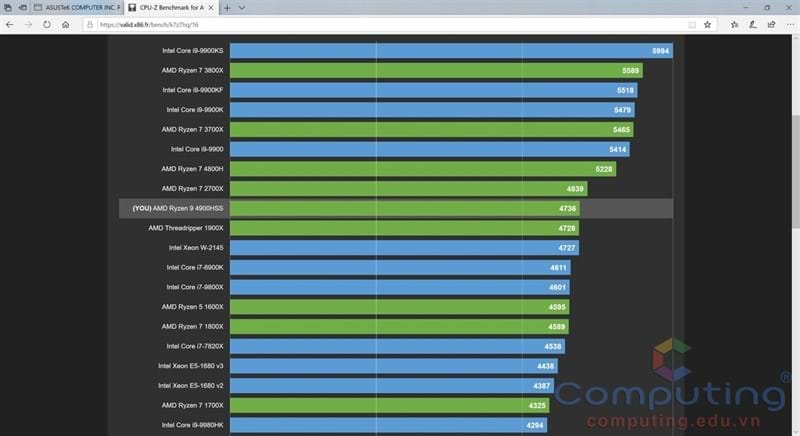 ASUSTeK COMPUTER INC. F
CPU-Z Benchmark for A
https://valid.x86.fr/bench/k7z7hq/16
Intel Core i9-9900KS 5994
AMD Ryzen 7 3800X 5589
Intel Core i9-9900KF 5518
Intel Core i9-9900K 5479
AMD Ryzen 7 3700X 5465
Intel Core i9-9900 5414
AMD Ryzen 7 4800H 5228
AMD Ryzen 7 2700X 4839
(YOU) AMD Ryzen 9 4900HSS 4736
AMD Threadripper 1900X 4728
Intel Xeon W-2145 4727
Intel Core i7-6900K 4611
Intel Core i7-9800X 4601
AMD Ryzen 5 1600X 4595
AMD Ryzen 7 1800X 4589
Intel Core i7-7820X 4538
Intel Xeon E5-1680 v3 4438
Intel Xeon E5-1680 v2 4387
AMD Ryzen 7 1700X 4325
Intel Core i9-9980HK 4294
Computing®
computing.edu.vn